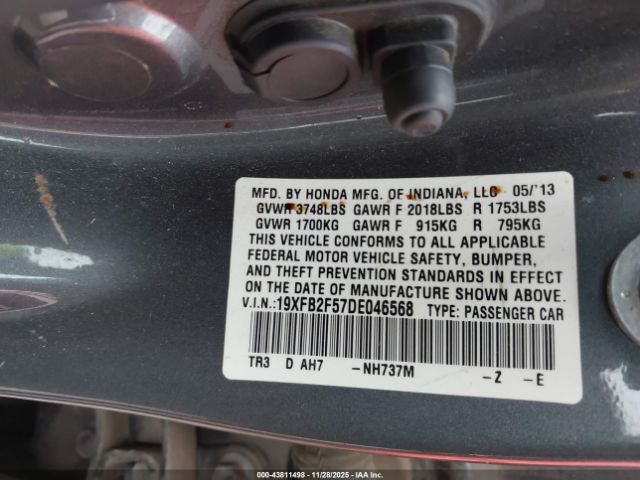 MFD. BY HONDA MFG. OF INDIANA, LLC 05/'13
GVWR 3748LBS GAWR F 2018LBS R 1753LBS
GVWR 1700KG GAWR F 915KG R 795KG
THIS VEHICLE CONFORMS TO ALL APPLICABLE
FEDERAL MOTOR VEHICLE SAFETY, BUMPER,
AND THEFT PREVENTION STANDARDS IN EFFECT
ON THE DATE OF MANUFACTURE SHOWN ABOVE.
V.I.N.:19XFB2F57DE046568 TYPE: PASSENGER CAR
TR3 D AH7 -NH737M -Z -E
000-43811498 | 11/28/2025 | IAAI.COM